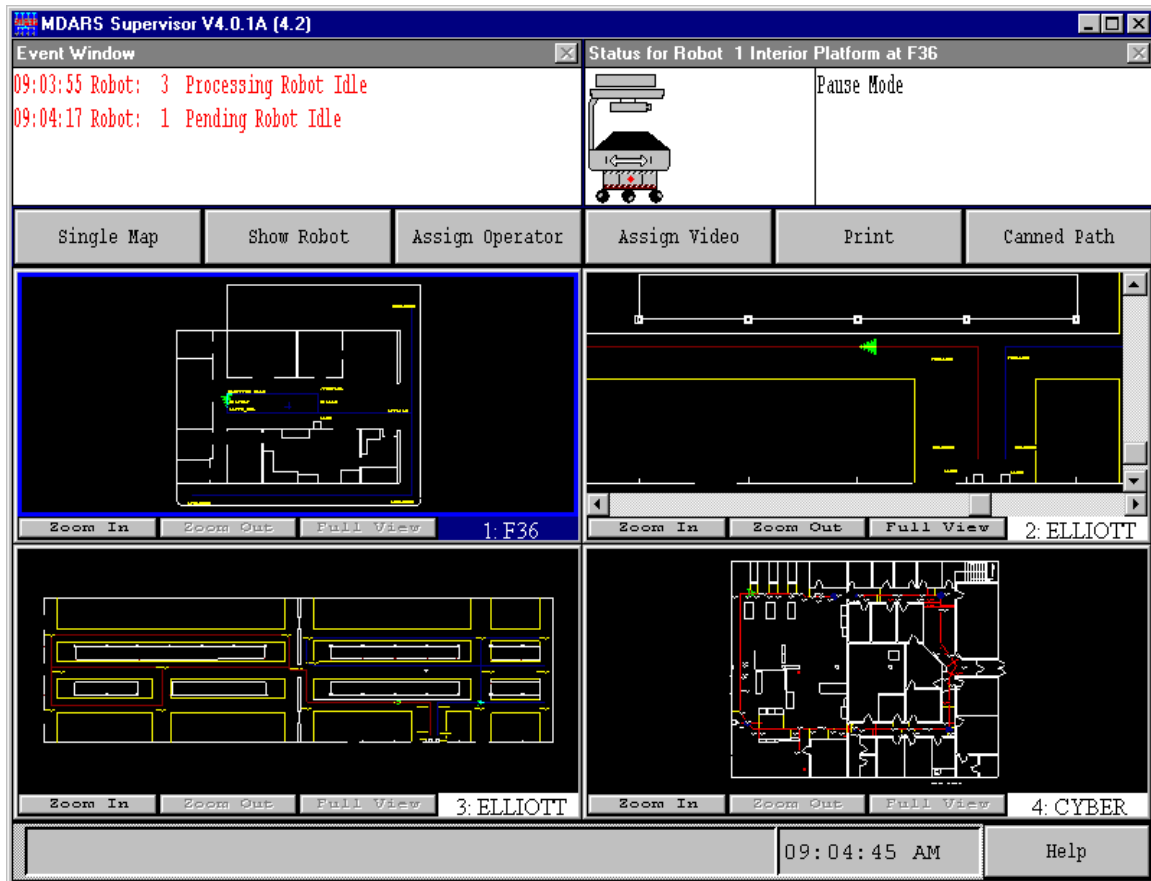 MDARS Supervisor V4.0.1A (4.2)
Event Window
09:03:55 Robot: 3 Processing Robot Idle
09:04:17 Robot: 1 Pending Robot Idle
Status for Robot 1 Interior Platform at F36
Pause Mode
Single Map
Show Robot
Assign Operator
Assign Video
Print
Canned Path
Zoom In
Zoom Out
Full View
1: F36
Zoom In
Zoom Out
Full View
2: ELLIOTT
Zoom In
Zoom Out
Full View
3: ELLIOTT
Zoom In
Zoom Out
Full View
4: CYBER
09:04:45 AM
Help